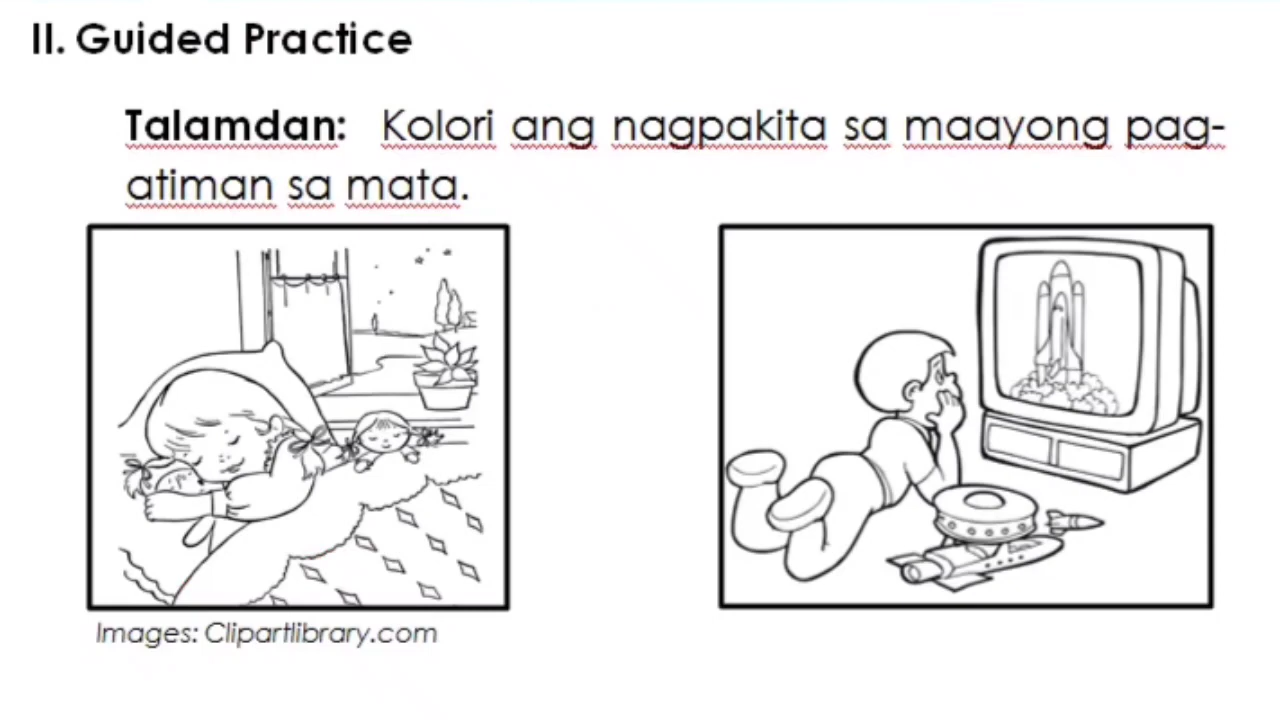 II. Guided Practice
Talamdan: Kolori ang nagpakita sa maayong pag-
atiman sa mata.
Images: Clipartlibrary.com